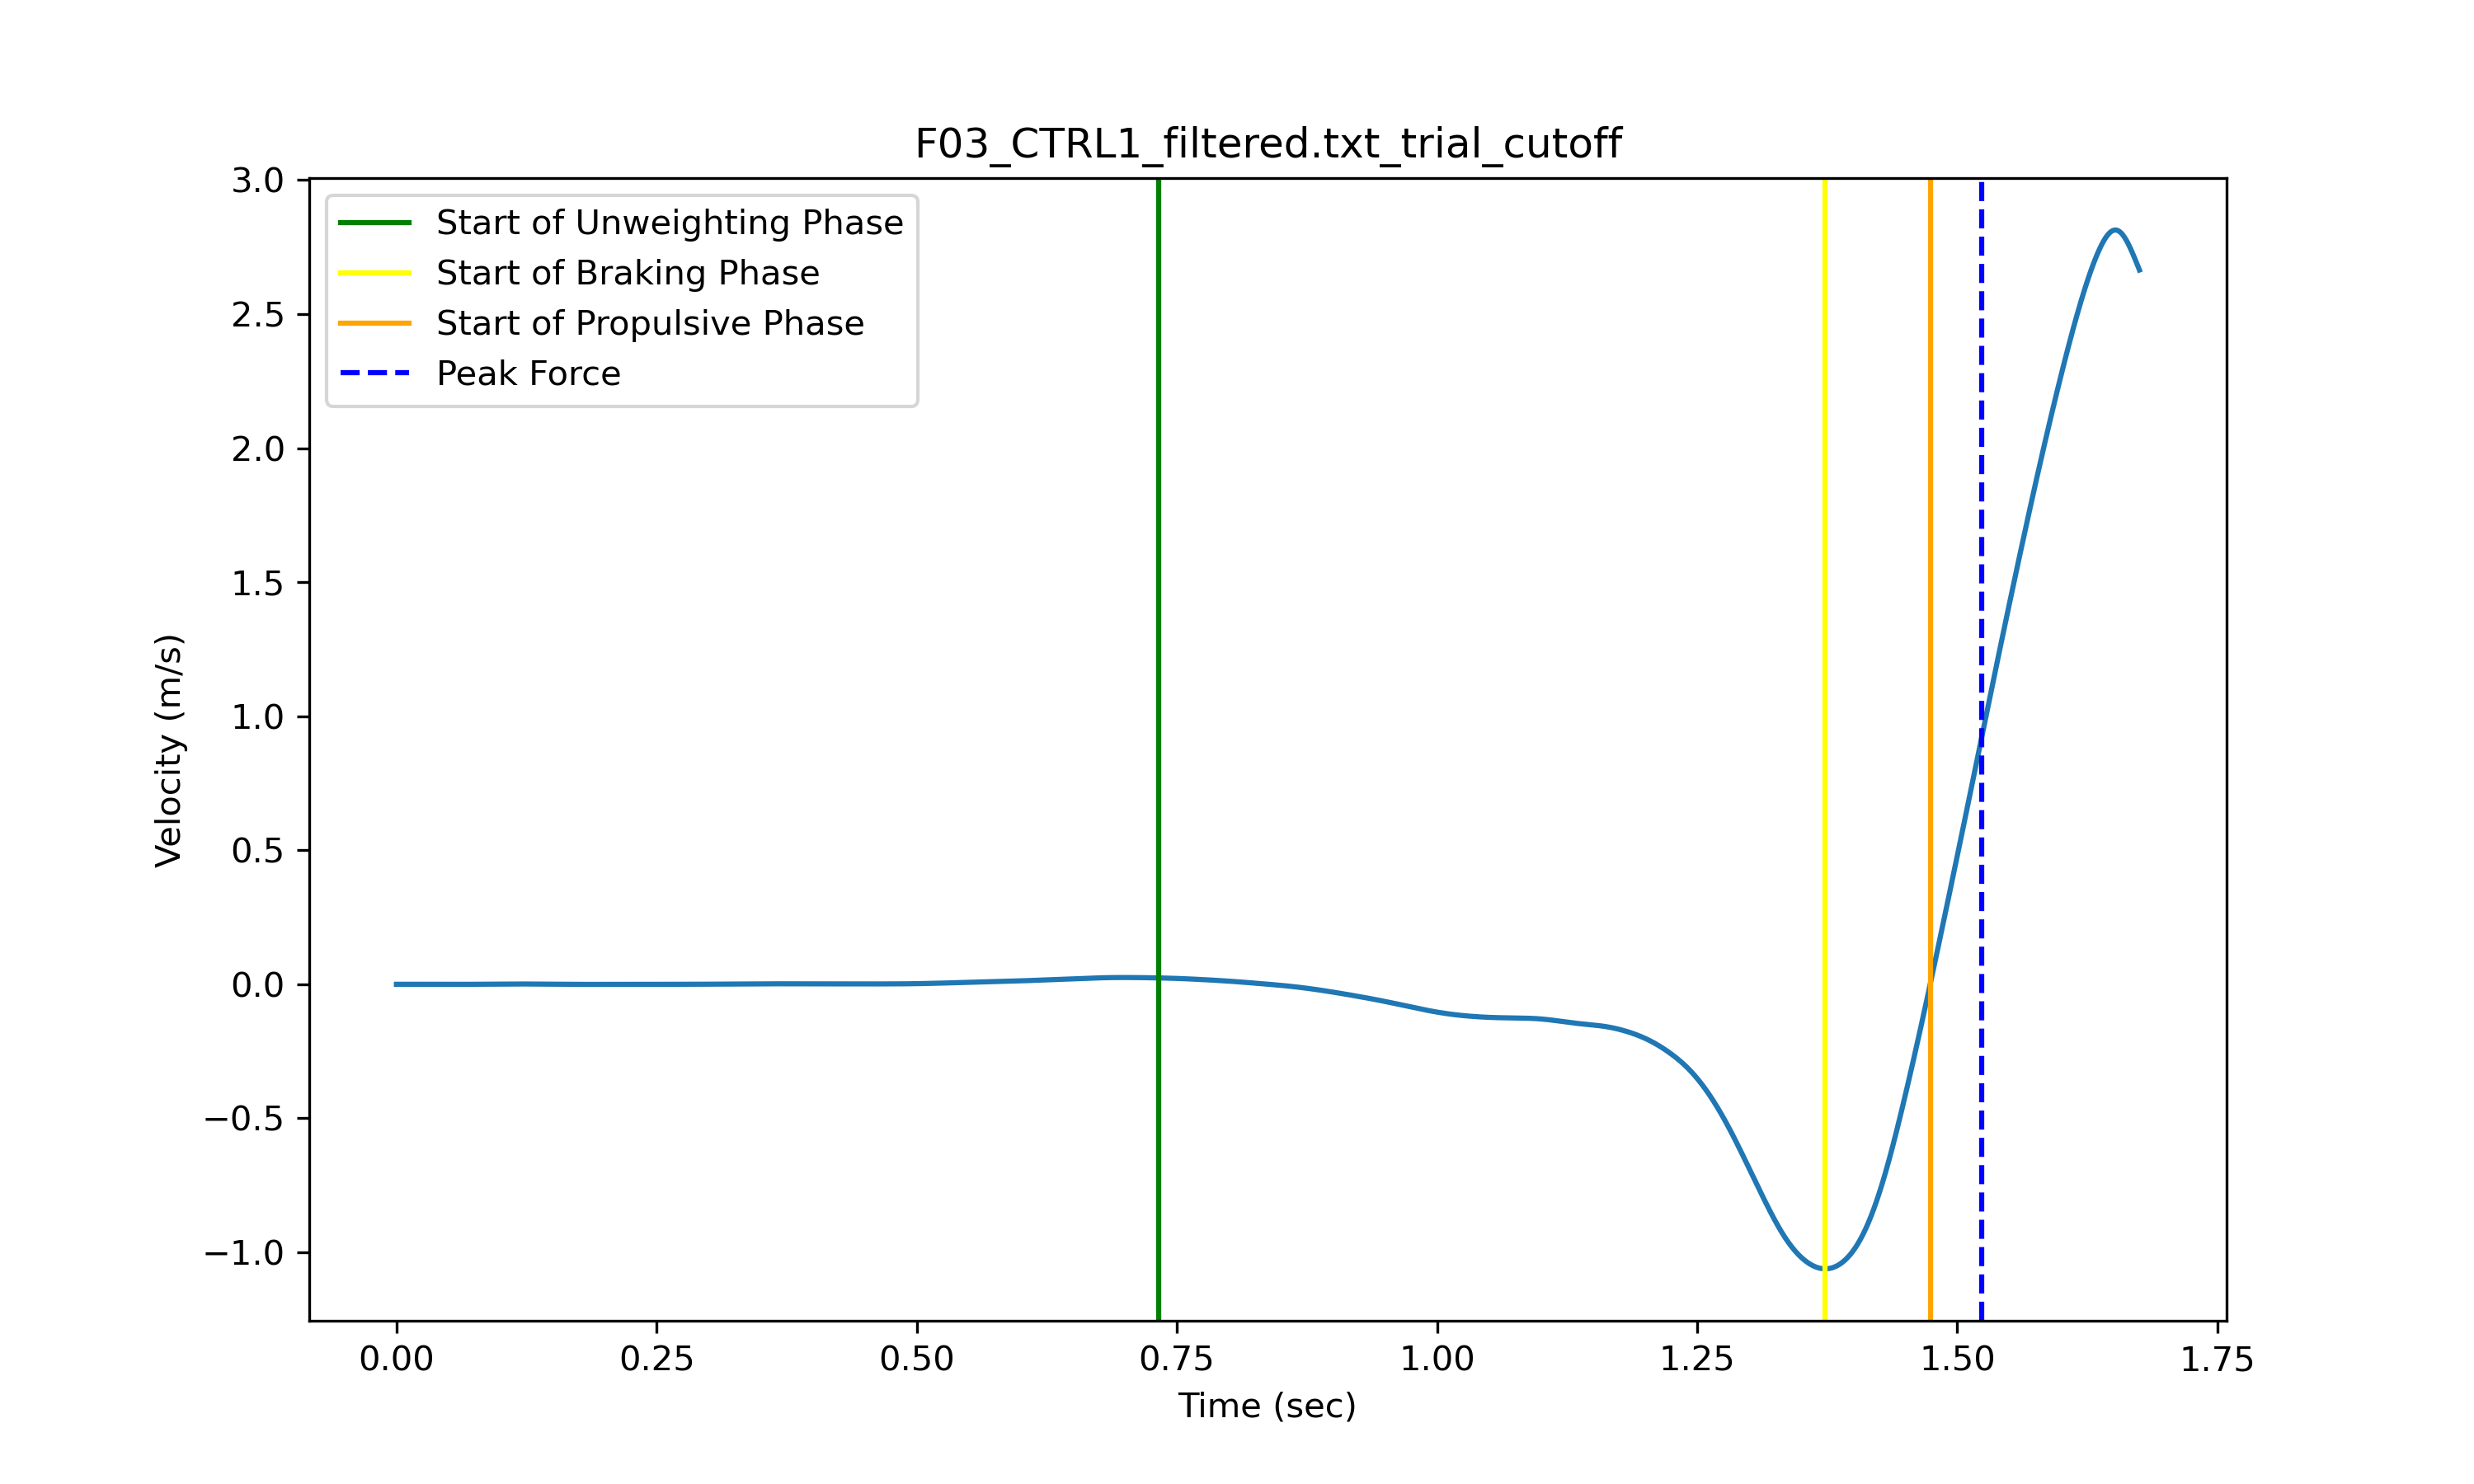 F03_CTRL1_filtered.txt_trial_cutoff
Start of Unweighting Phase
Start of Braking Phase
Start of Propulsive Phase
Peak Force
3.0
2.5
2.0
1.5
1.0
0.5
0.0
−0.5
−1.0
Velocity (m/s)
0.00 0.25 0.50 0.75 1.00 1.25 1.50 1.75
Time (sec)